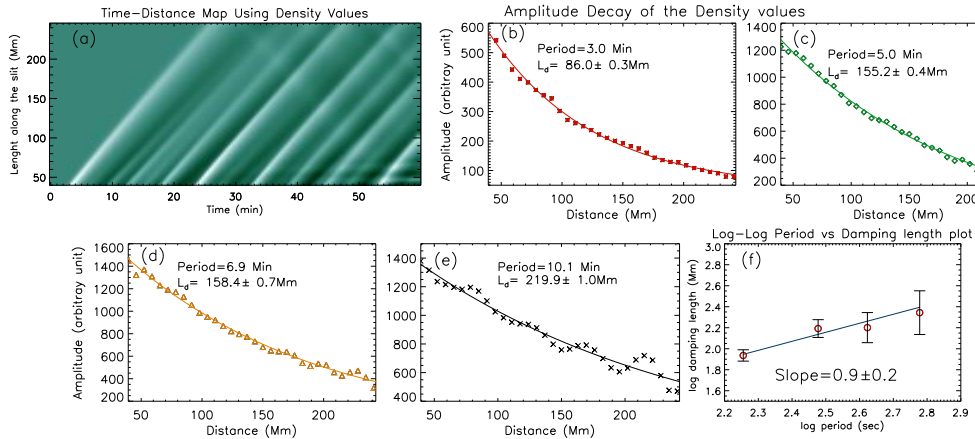 Time-Distance Map Using Density Values
(a)
Lenght along the slit (Mm)
200
150
100
50
0 10 20 30 40 50
Time (min)
Amplitude Decay of the Density values
(b)
Period=3.0 Min
L_d= 86.0± 0.3Mm
Amplitude (arbitray unit)
600
500
400
300
200
100
50 100 150 200
Distance (Mm)
(c)
Period=5.0 Min
L_d= 155.2± 0.4Mm
1200
1000
800
600
400
200
50 100 150 200
Distance (Mm)
(d)
Period=6.9 Min
L_d= 158.4± 0.7Mm
Amplitude (arbitray unit)
1600
1400
1200
1000
800
600
400
200
50 100 150 200
Distance (Mm)
(e)
Period=10.1 Min
L_d= 219.9± 1.0Mm
1400
1200
1000
800
600
400
50 100 150 200
Distance (Mm)
Log-Log Period vs Damping length plot
(f)
log damping length (Mm)
2.9
2.6
2.4
2.2
2.0
1.8
1.6
Slope=0.9±0.2
2.2 2.3 2.4 2.5 2.6 2.7 2.8 2.9
log period (sec)